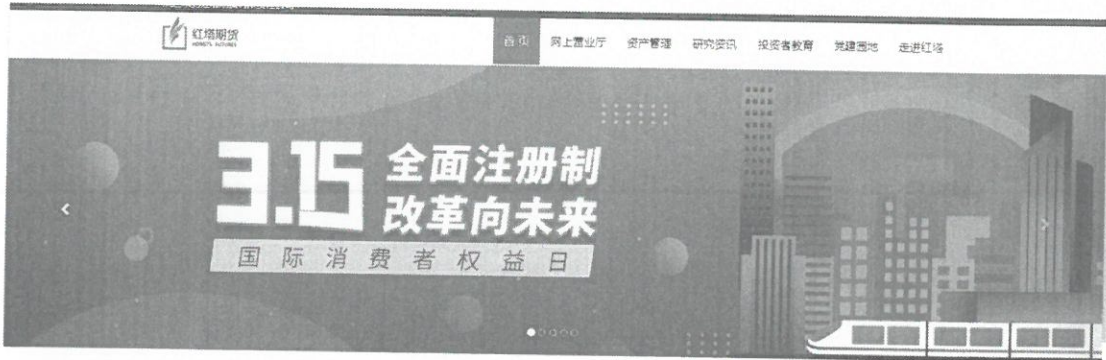 红塔期货
HONGTA FUTURES
首页 网上营业厅 资产管理 研究资讯 投资者教育 党建园地 走进红塔
3.15 全面注册制
改革向未来
国际消费者权益日